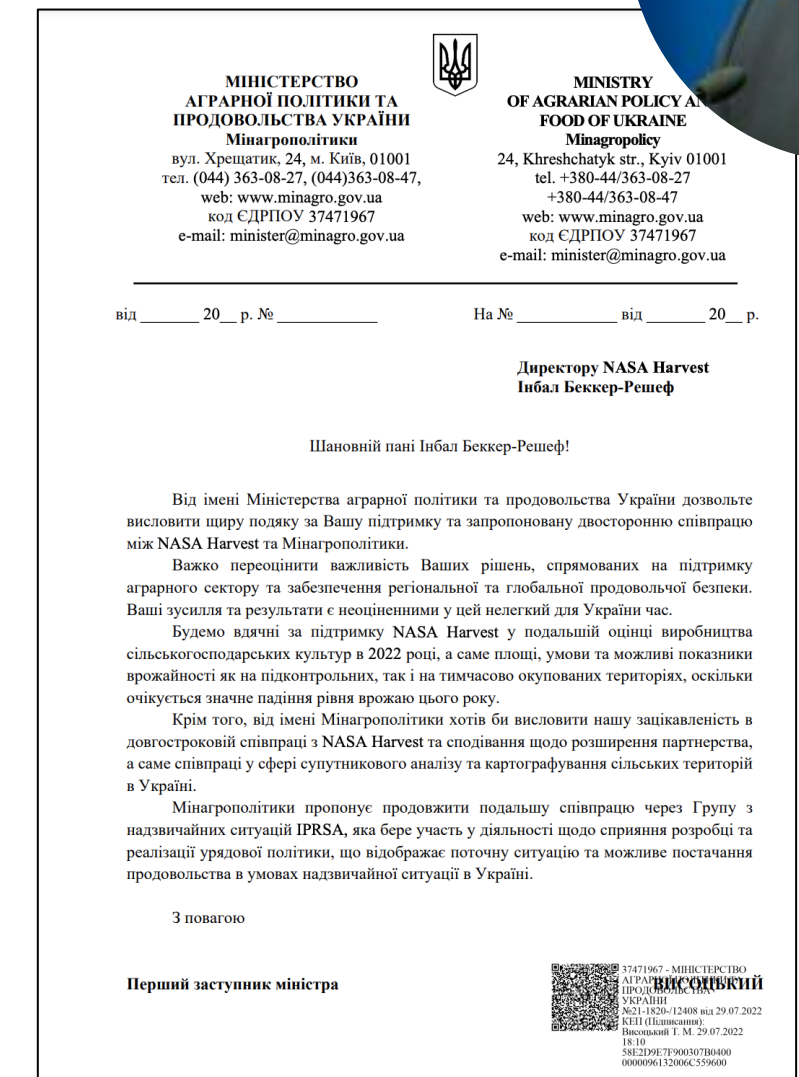 МІНІСТЕРСТВО
АГРАРНОЇ ПОЛІТИКИ ТА
ПРОДОВОЛЬСТВА УКРАЇНИ
Мінагрополітики
вул. Хрещатик, 24, м. Київ, 01001
тел. (044) 363-08-27, (044)363-08-47,
web: www.minagro.gov.ua
код ЄДРПОУ 37471967
e-mail: minister@minagro.gov.ua
MINISTRY
OF AGRARIAN POLICY
FOOD OF UKRAINE
Minagropolicy
24, Khreshchatyk str., Kyiv 01001
tel. +380-44/363-08-27
+380-44/363-08-47
web: www.minagro.gov.ua
код ЄДРПОУ 37471967
e-mail: minister@minagro.gov.ua
від _______ 20__ р. № ____________ На № ____________ від _______ 20__ р.
Директору NASA Harvest
Інбал Беккер-Решеф
Шановній пані Інбал Беккер-Решеф!
Від імені Міністерства аграрної політики та продовольства України дозвольте
висловити щиру подяку за Вашу підтримку та запропоновану двосторонню співпрацю
між NASA Harvest та Мінагрополітики.
Важко переоцінити важливість Ваших рішень, спрямованих на підтримку
аграрного сектору та забезпечення регіональної та глобальної продовольчої безпеки.
Ваші зусилля та результати є неоціненними у цей нелегкий для України час.
Будемо вдячні за підтримку NASA Harvest у подальшій оцінці виробництва
сільськогосподарських культур в 2022 році, а саме площі, умови та можливі показники
врожайності як на підконтрольних, так і на тимчасово окупованих територіях, оскільки
очікується значне падіння рівня врожаю цього року.
Крім того, від імені Мінагрополітики хотів би висловити нашу зацікавленість в
довгостроковій співпраці з NASA Harvest та сподівання щодо розширення партнерства,
а саме співпраці у сфері супутникового аналізу та картографування сільських територій
в Україні.
Мінагрополітики пропонує продовжити подальшу співпрацю через Групу з
надзвичайних ситуацій IPRSA, яка бере участь у діяльності щодо сприяння розробці та
реалізації урядової політики, що відображає поточну ситуацію та можливе постачання
продовольства в умовах надзвичайної ситуації в Україні.
З повагою
Перший заступник міністра
ВИСОЦЬКИЙ
37471967 - МІНІСТЕРСТВО
АГРАРНОЇ ПОЛІТИКИ ТА
ПРОДОВОЛЬСТВА
УКРАЇНИ
№21-1820-/12408 від 29.07.2022
КЕП (Підписання):
Височький Т. М. 29.07.2022
18:10
58E2D9E7F900307B0400
0000096132006C559600